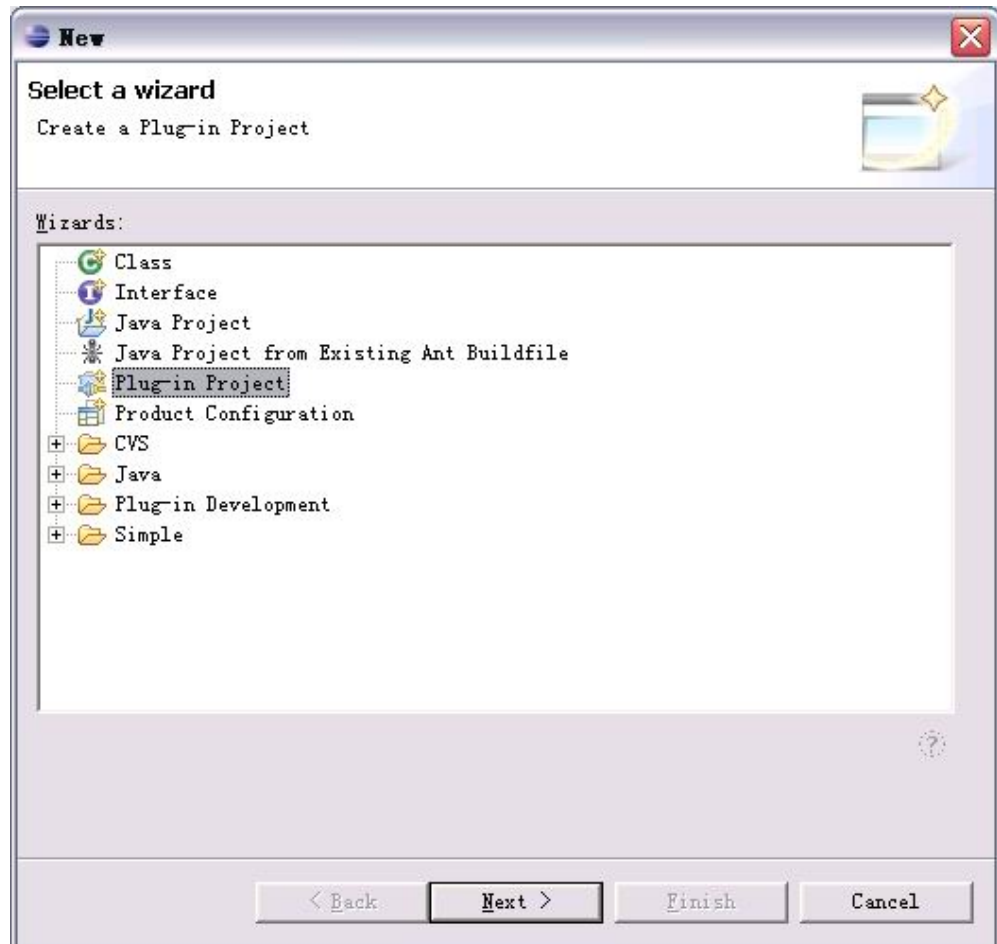 New
Select a wizard
Create a Plug-in Project
Wizards:
Class
Interface
Java Project
Java Project from Existing Ant Buildfile
Plug-in Project
Product Configuration
CVS
Java
Plug-in Development
Simple
?
< Back
Next >
Finish
Cancel